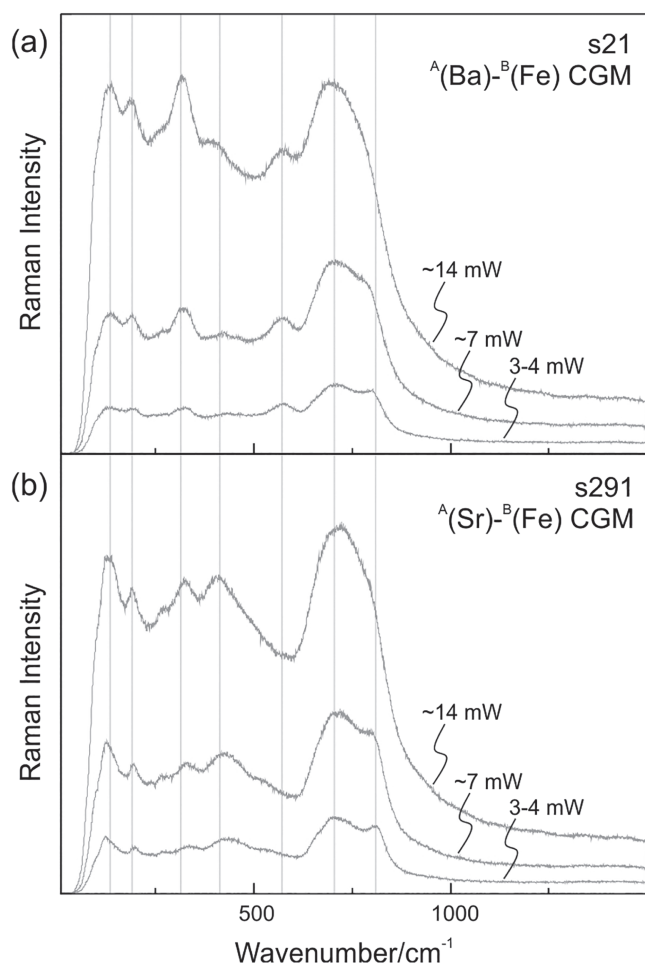 (a)
s21
ᴬ(Ba)-ᴮ(Fe) CGM
Raman Intensity
~14 mW
~7 mW
3-4 mW
(b)
s291
ᴬ(Sr)-ᴮ(Fe) CGM
Raman Intensity
~14 mW
~7 mW
3-4 mW
500
1000
Wavenumber/cm⁻¹